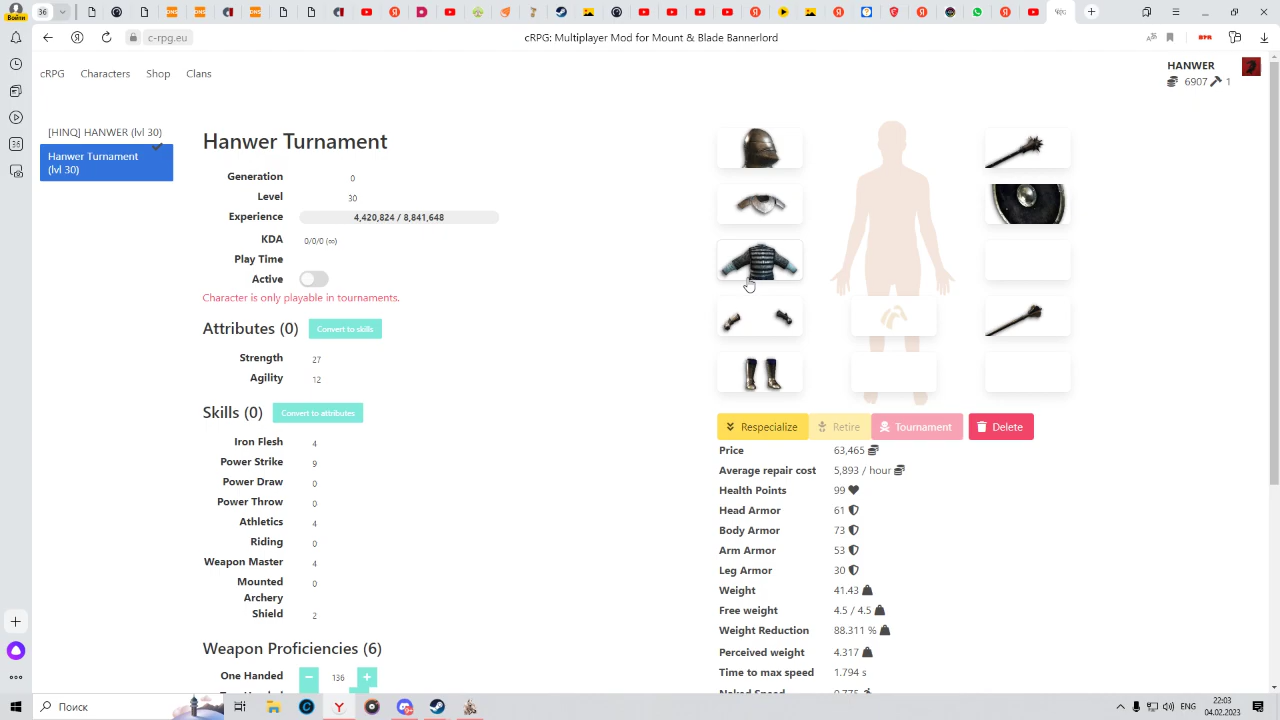 Войти
36
c-rpg.eu
cRPG: Multiplayer Mod for Mount & Blade Bannerlord
cRPG Characters Shop Clans
HANWER
6907 1
[HINQ] HANWER (lvl 30)
Hanwer Turnament
(lvl 30)
Hanwer Turnament
Generation 0
Level 30
Experience 4,420,824 / 8,841,648
KDA 0/0/0 (∞)
Play Time
Active
Character is only playable in tournaments.
Attributes (0) Convert to skills
Strength 27
Agility 12
Skills (0) Convert to attributes
Iron Flesh 4
Power Strike 9
Power Draw 0
Power Throw 0
Athletics 4
Riding 0
Weapon Master 4
Mounted 0
Archery
Shield 2
Weapon Proficiencies (6)
One Handed − 136 +
Respecialize Retire Tournament Delete
Price 63,465
Average repair cost 5,893 / hour
Health Points 99
Head Armor 61
Body Armor 73
Arm Armor 53
Leg Armor 30
Weight 41.43
Free weight 4.5 / 4.5
Weight Reduction 88.311 %
Perceived weight 4.317
Time to max speed 1.794 s
Naked Speed 0.775
Поиск
ENG
22:03
04.02.2023